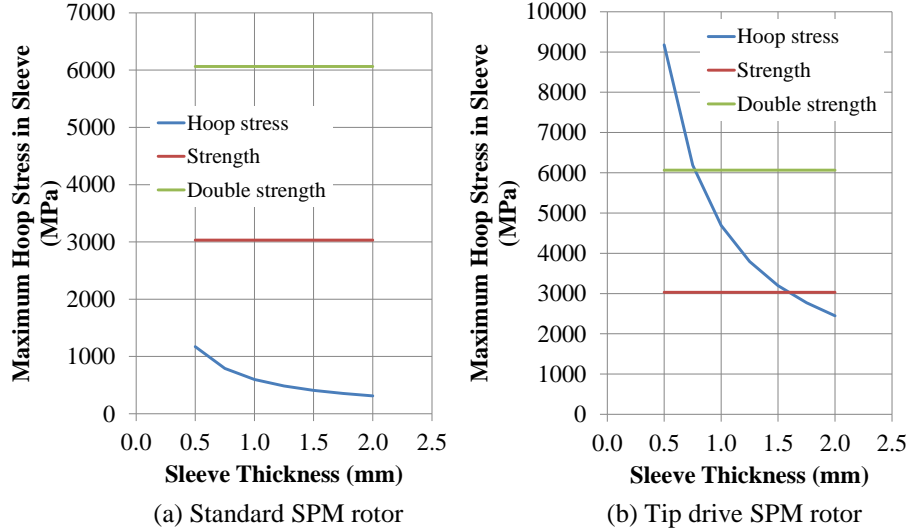 Maximum Hoop Stress in Sleeve
(MPa)
7000
6000
5000
4000
3000
2000
1000
0
Hoop stress
Strength
Double strength
0.0 0.5 1.0 1.5 2.0 2.5
Sleeve Thickness (mm)
(a) Standard SPM rotor
Maximum Hoop Stress in Sleeve
(MPa)
10000
9000
8000
7000
6000
5000
4000
3000
2000
1000
0
Hoop stress
Strength
Double strength
0.0 0.5 1.0 1.5 2.0 2.5
Sleeve Thickness (mm)
(b) Tip drive SPM rotor